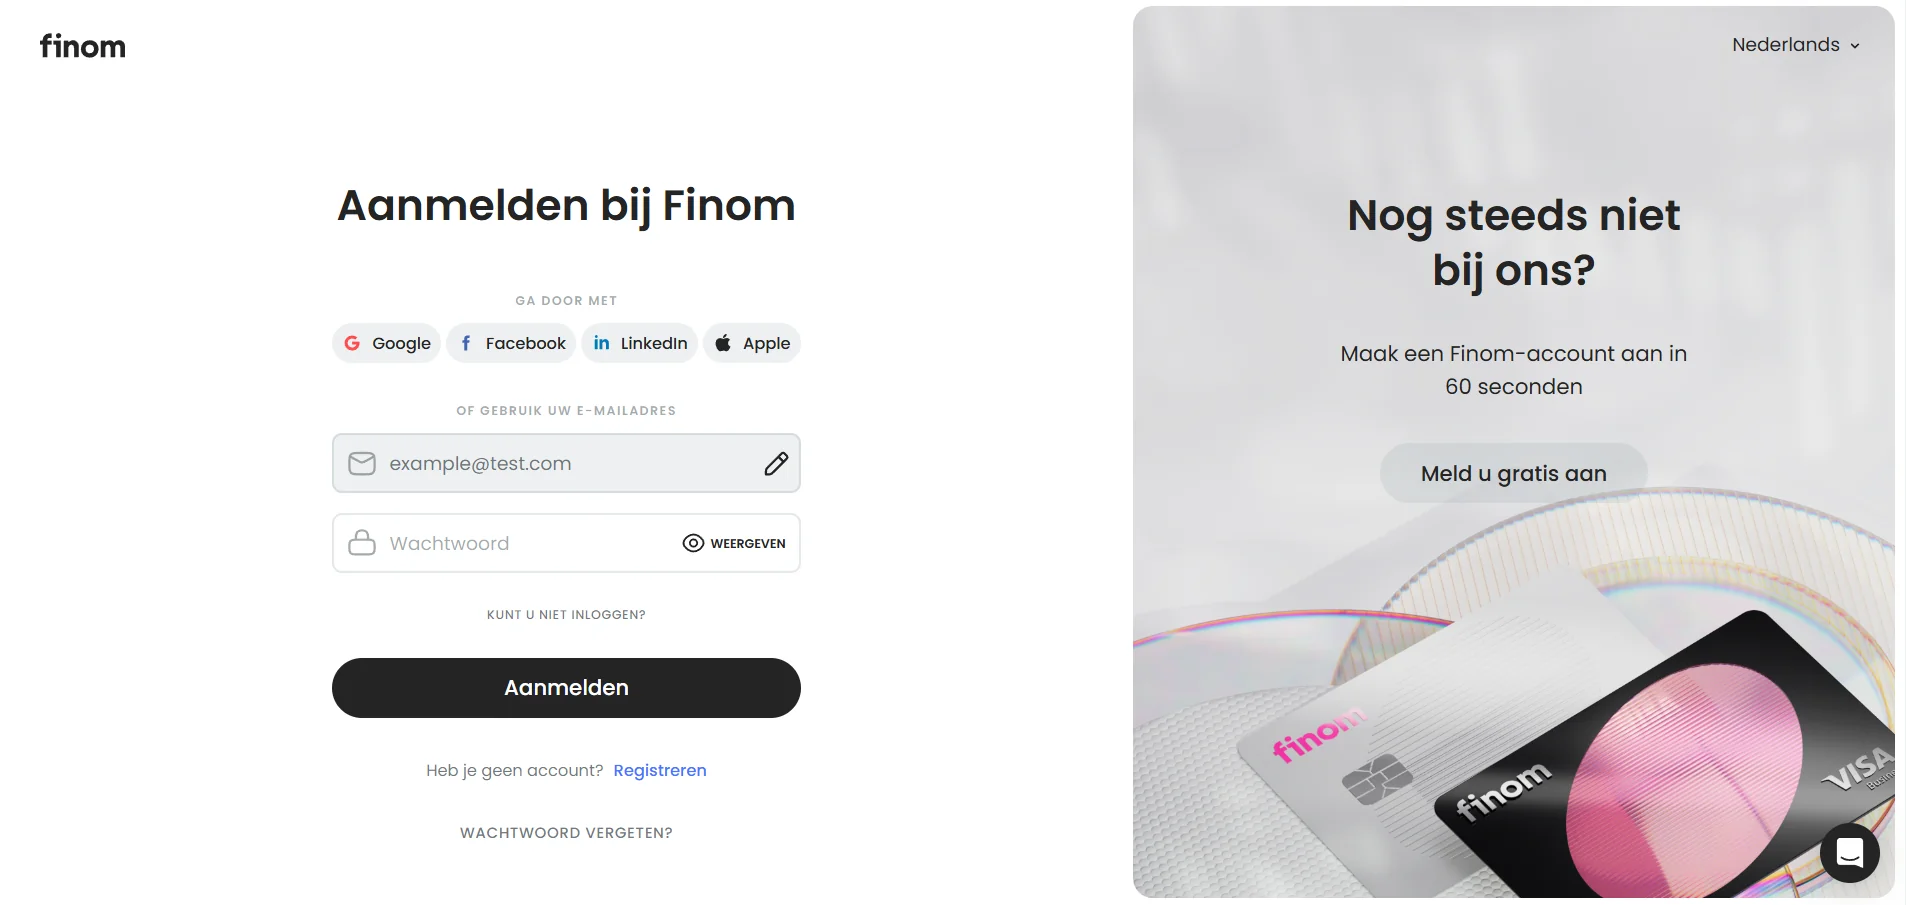 finom
Nederlands
Aanmelden bij Finom
GA DOOR MET
Google
Facebook
LinkedIn
Apple
OF GEBRUIK UW E-MAILADRES
example@test.com
Wachtwoord
WEERGEVEN
KUNT U NIET INLOGGEN?
Aanmelden
Heb je geen account? Registreren
WACHTWOORD VERGETEN?
Nog steeds niet
bij ons?
Maak een Finom-account aan in
60 seconden
Meld u gratis aan
finom
finom
VISA